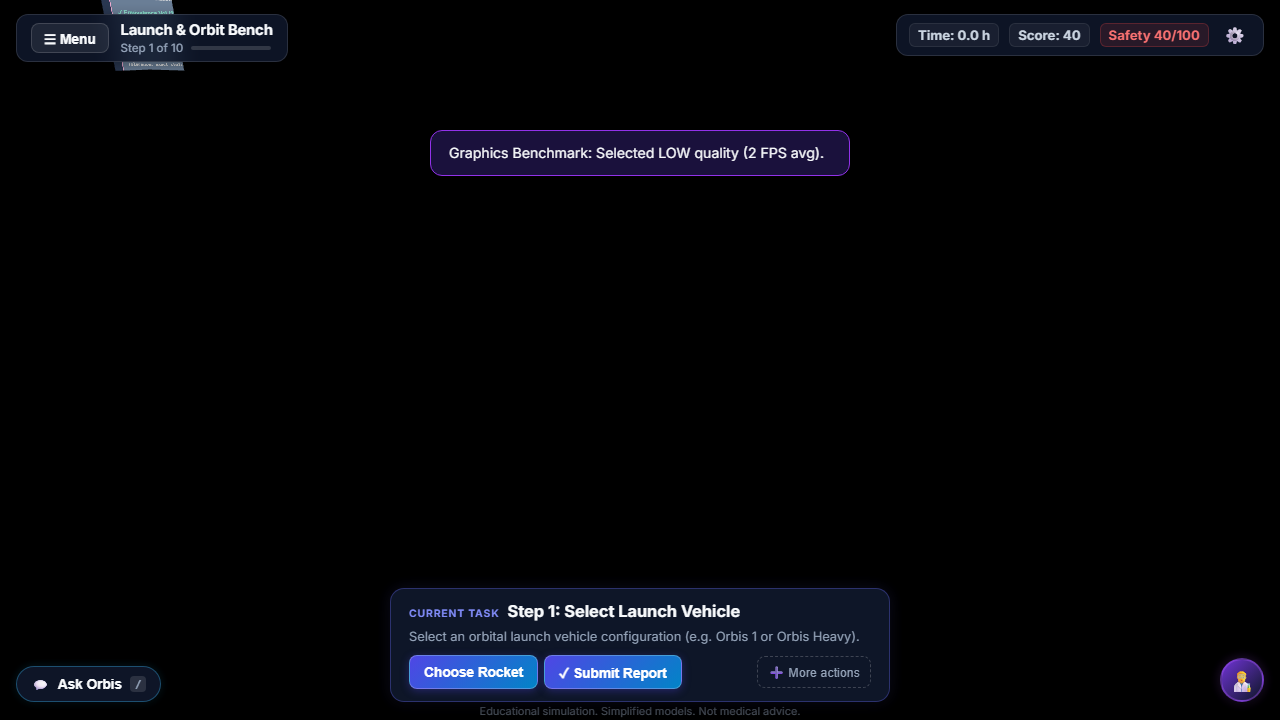 ☰ Menu
Launch & Orbit Bench
Step 1 of 10
Time: 0.0 h
Score: 40
Safety 40/100
Graphics Benchmark: Selected LOW quality (2 FPS avg).
CURRENT TASK Step 1: Select Launch Vehicle
Select an orbital launch vehicle configuration (e.g. Orbis 1 or Orbis Heavy).
Choose Rocket
✓ Submit Report
➕ More actions
Ask Orbis /
Educational simulation. Simplified models. Not medical advice.